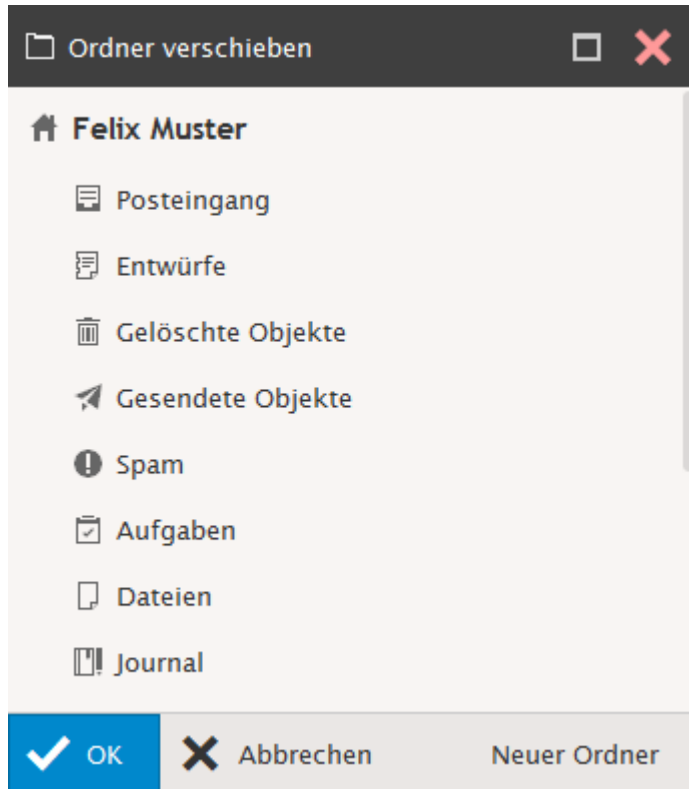 Ordner verschieben
Felix Muster
Posteingang
Entwürfe
Gelöschte Objekte
Gesendete Objekte
Spam
Aufgaben
Dateien
Journal
OK Abbrechen Neuer Ordner